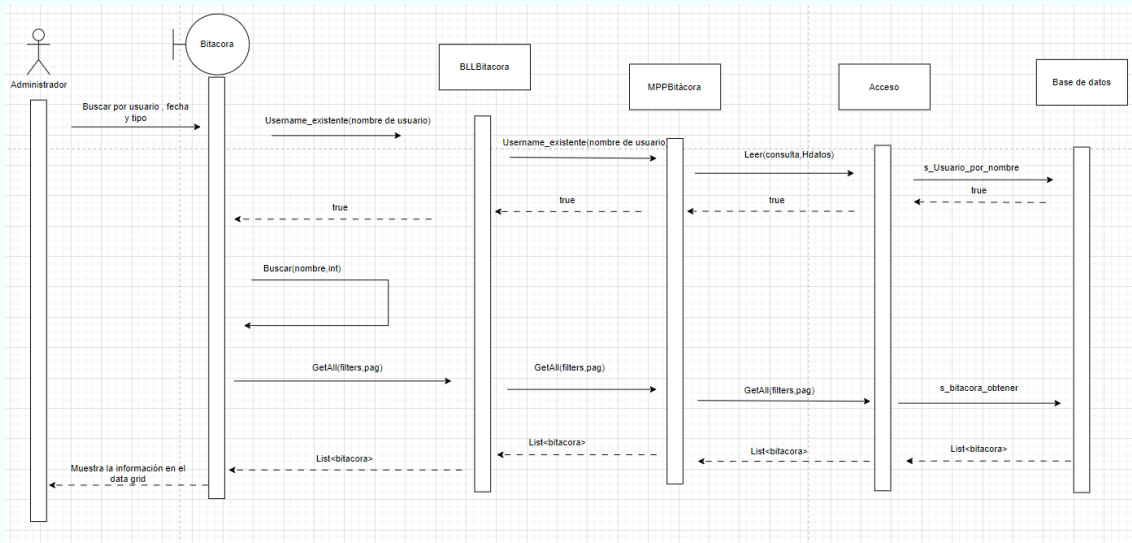 Bitacora
BLLBitacora
MPPBitácora
Acceso
Base de datos
Administrador
Buscar por usuario , fecha
y tipo
Username_existente(nombre de usuario)
Username_existente(nombre de usuario)
Leer(consulta,Hdatos)
s_Usuario_por_nombre
true
true
true
true
Buscar(nombre,int)
GetAll(filters,pag)
GetAll(filters,pag)
GetAll(filters,pag)
s_bitacora_obtener
List<bitacora>
List<bitacora>
List<bitacora>
List<bitacora>
Muestra la información en el
data grid